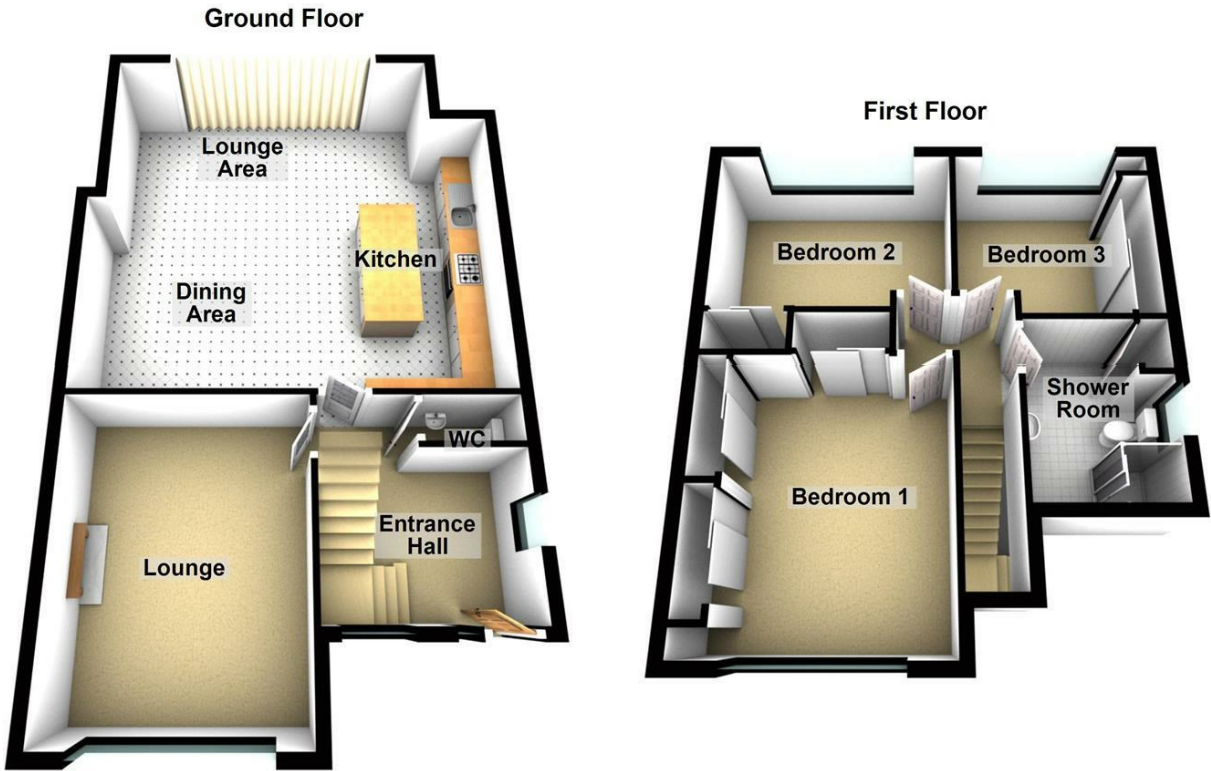 Ground Floor
Lounge
Area
Kitchen
Dining
Area
WC
Entrance
Hall
Lounge
First Floor
Bedroom 2
Bedroom 3
Shower
Room
Bedroom 1